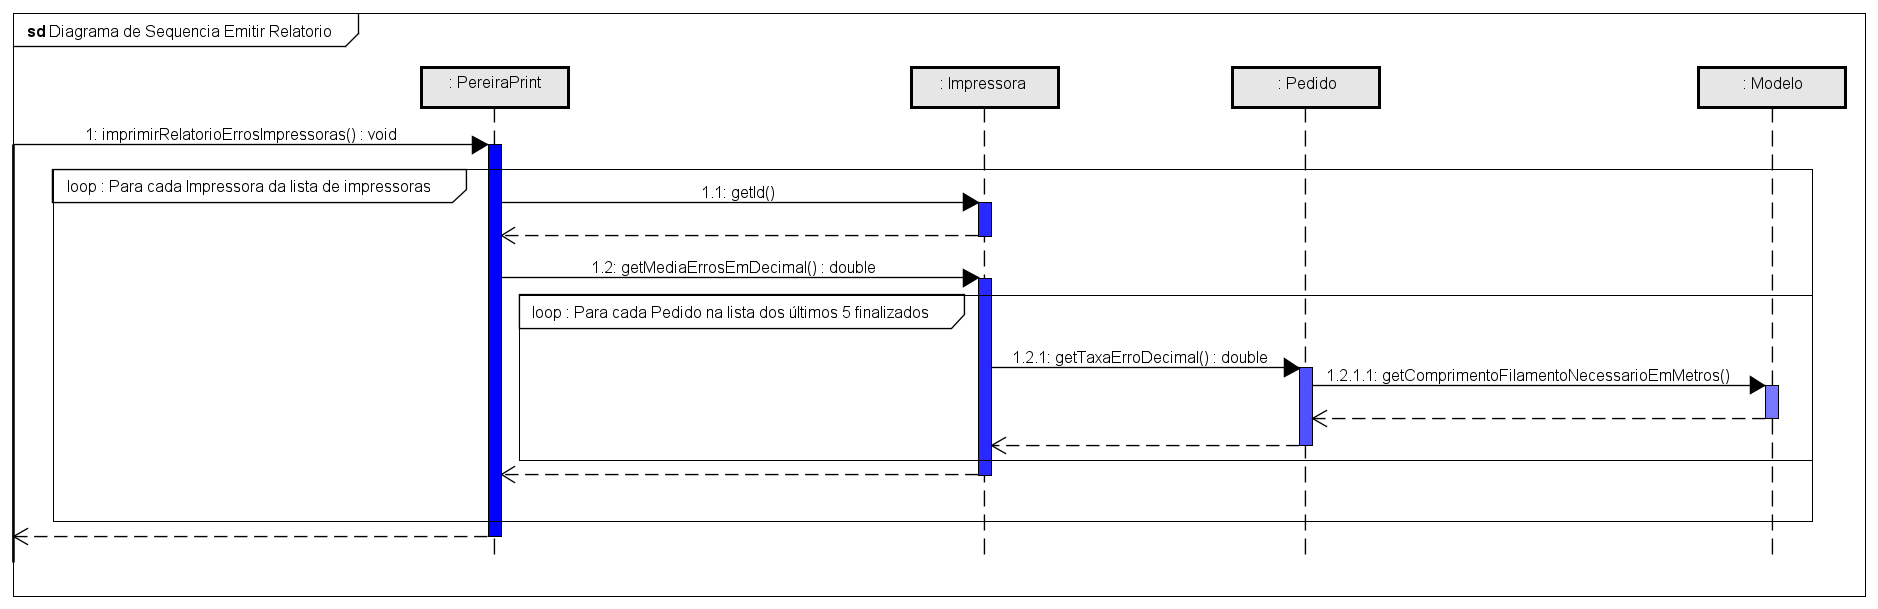 sd Diagrama de Sequencia Emitir Relatorio
: PereiraPrint
: Impressora
: Pedido
: Modelo
1: imprimirRelatorioErrosImpressoras() : void
loop : Para cada Impressora da lista de impressoras
1.1: getId()
1.2: getMediaErrosEmDecimal() : double
loop : Para cada Pedido na lista dos últimos 5 finalizados
1.2.1: getTaxaErroDecimal() : double
1.2.1.1: getComprimentoFilamentoNecessarioEmMetros()